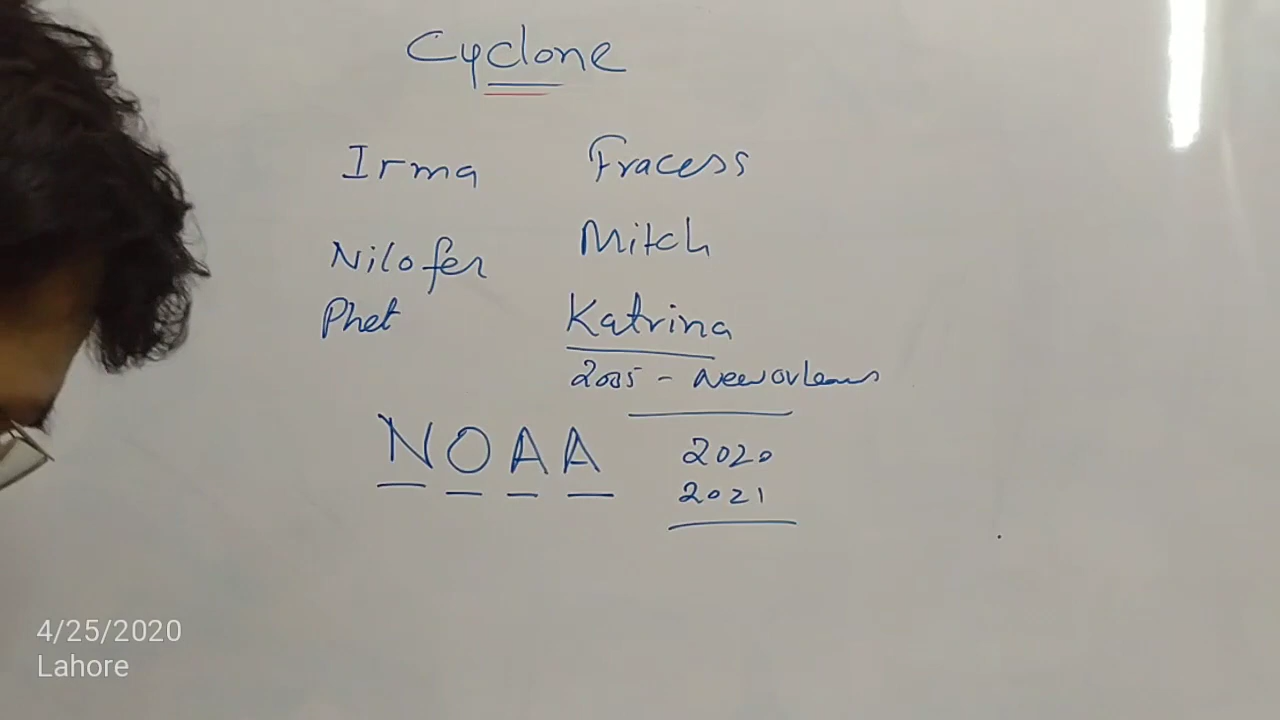 Cyclone
Irma Fracess
Nilofer Mitch
Phet Katrina
2005 - New orleans
NOAA 2020
2021
4/25/2020
Lahore